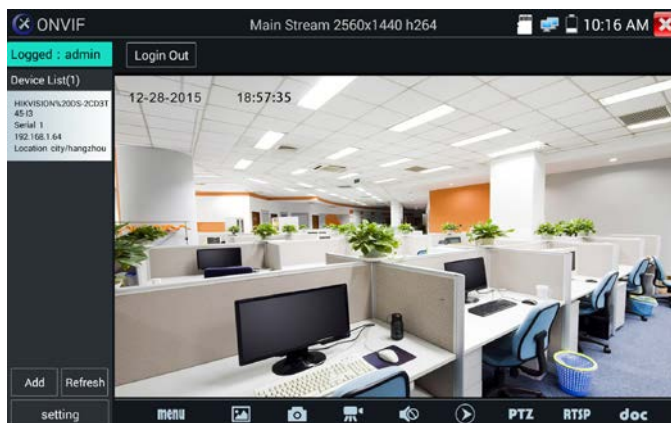 ONVIF
Main Stream 2560x1440 h264
10:16 AM
Logged : admin
Login Out
Device List(1)
HIKVISION%20DS-2CD3T
45-I3
Serial 1
192.168.1.64
Location city/hangzhou
12-28-2015 18:57:35
Add
Refresh
setting
menu
PTZ
RTSP
doc